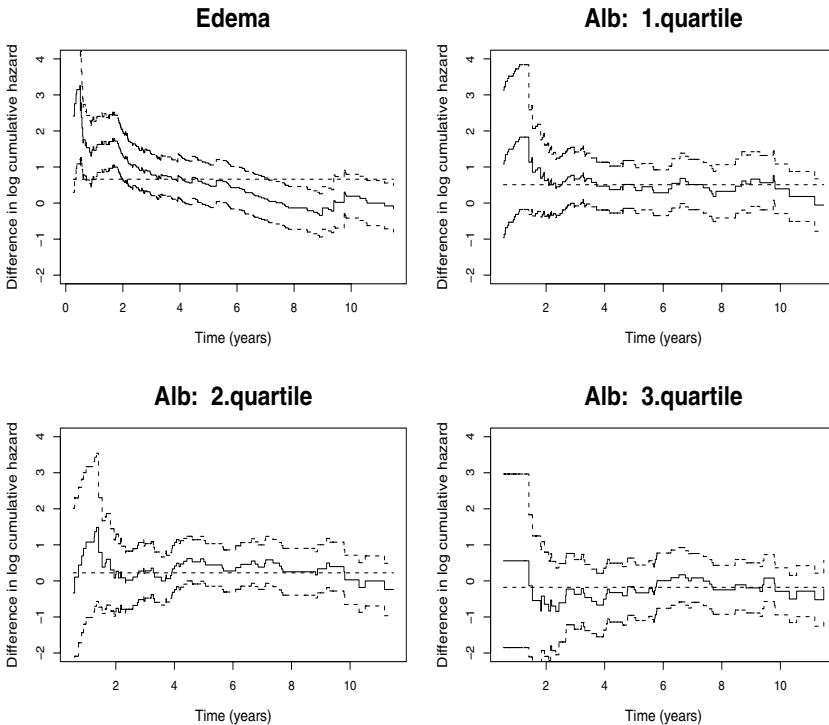 Edema
Difference in log cumulative hazard
4
3
2
1
0
−1
−2
0 2 4 6 8 10
Time (years)
Alb: 1.quartile
Difference in log cumulative hazard
4
3
2
1
0
−1
−2
2 4 6 8 10
Time (years)
Alb: 2.quartile
Difference in log cumulative hazard
4
3
2
1
0
−1
−2
2 4 6 8 10
Time (years)
Alb: 3.quartile
Difference in log cumulative hazard
4
3
2
1
0
−1
−2
2 4 6 8 10
Time (years)